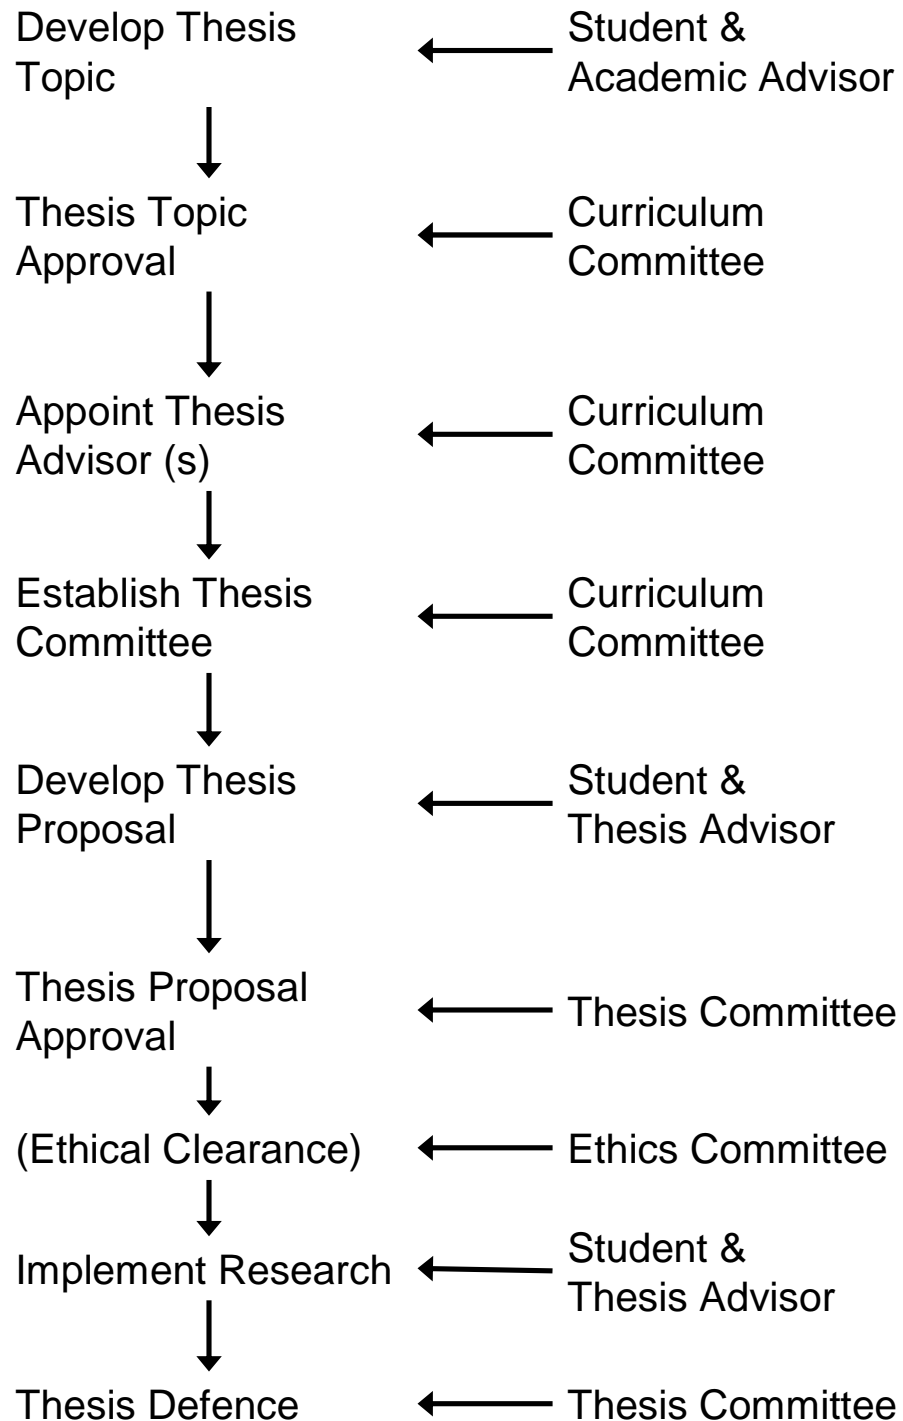 Develop Thesis
Topic
Student &
Academic Advisor
Thesis Topic
Approval
Curriculum
Committee
Appoint Thesis
Advisor (s)
Curriculum
Committee
Establish Thesis
Committee
Curriculum
Committee
Develop Thesis
Proposal
Student &
Thesis Advisor
Thesis Proposal
Approval
Thesis Committee
(Ethical Clearance)
Ethics Committee
Implement Research
Student &
Thesis Advisor
Thesis Defence
Thesis Committee